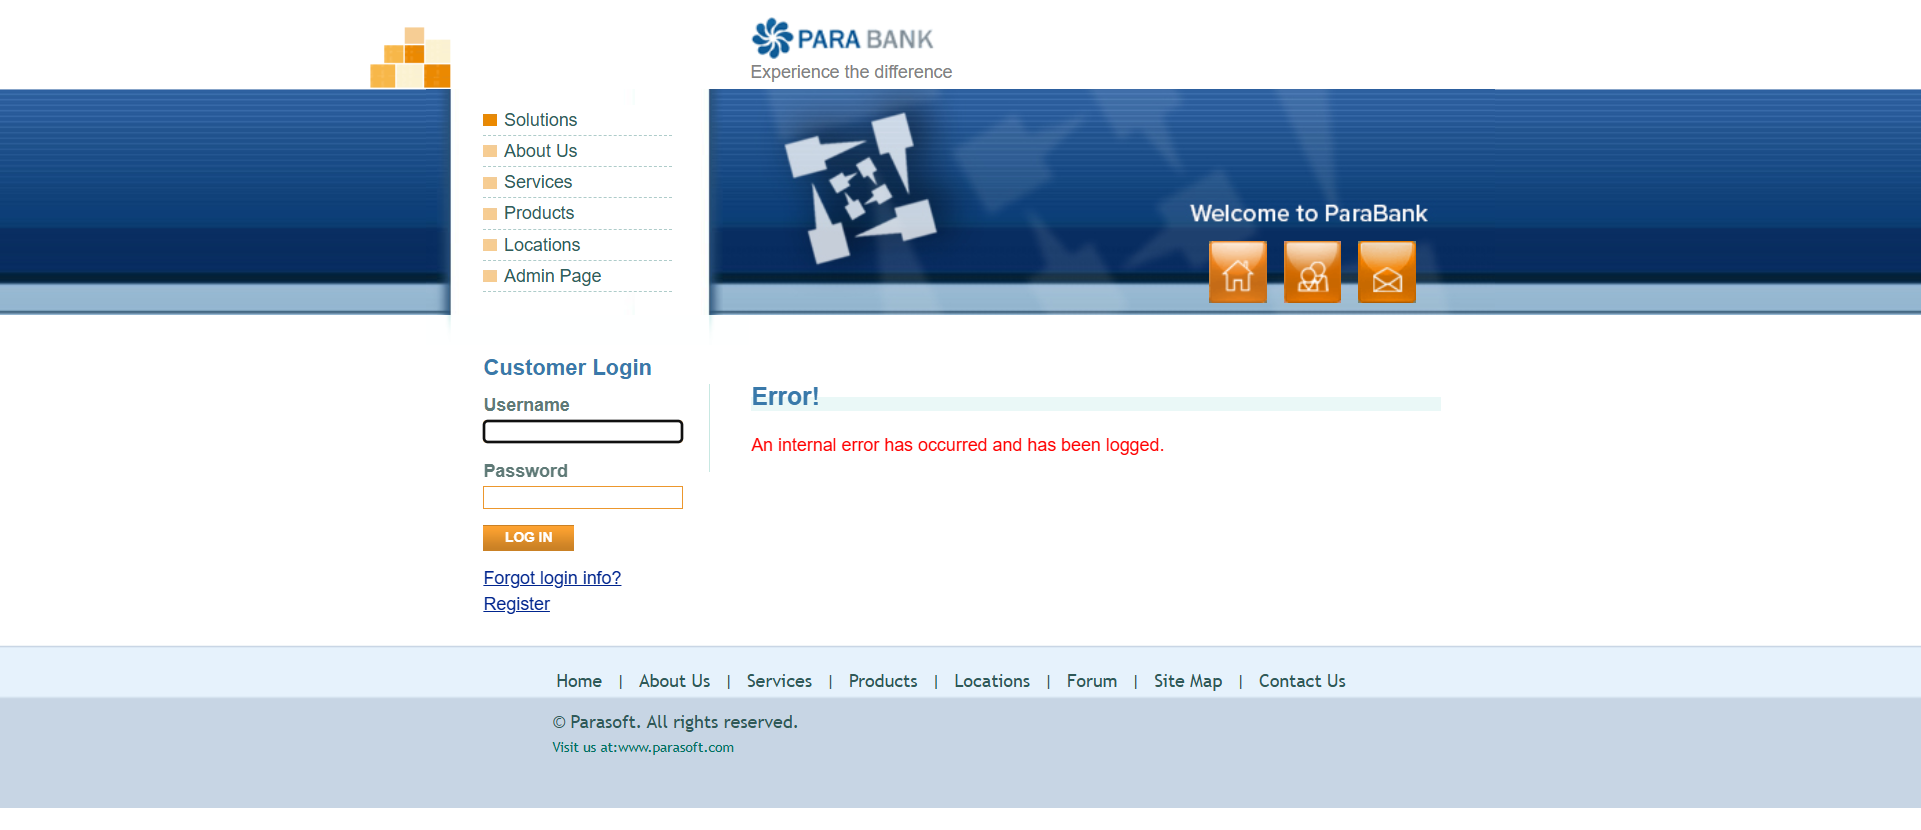 PARA BANK
Experience the difference
Solutions
About Us
Services
Products
Locations
Admin Page
Welcome to ParaBank
Customer Login
Username
Password
LOG IN
Forgot login info?
Register
Error!
An internal error has occurred and has been logged.
Home | About Us | Services | Products | Locations | Forum | Site Map | Contact Us
© Parasoft. All rights reserved.
Visit us at:www.parasoft.com